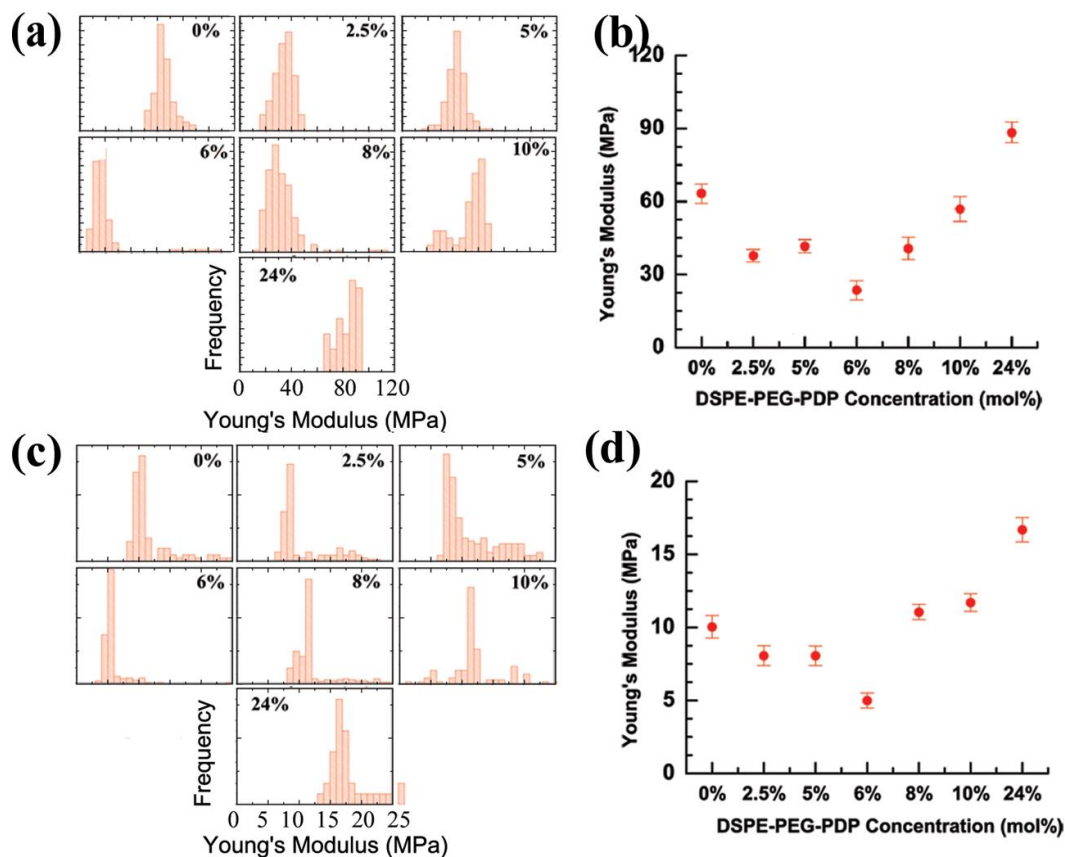 (a)
0%
2.5%
5%
6%
8%
10%
24%
Frequency
0 40 80 120
Young's Modulus (MPa)
(b)
120
90
60
30
0
Young's Modulus (MPa)
0% 2.5% 5% 6% 8% 10% 24%
DSPE-PEG-PDP Concentration (mol%)
(c)
0%
2.5%
5%
6%
8%
10%
24%
Frequency
0 5 10 15 20 25
Young's Modulus (MPa)
(d)
20
15
10
5
0
Young's Modulus (MPa)
0% 2.5% 5% 6% 8% 10% 24%
DSPE-PEG-PDP Concentration (mol%)